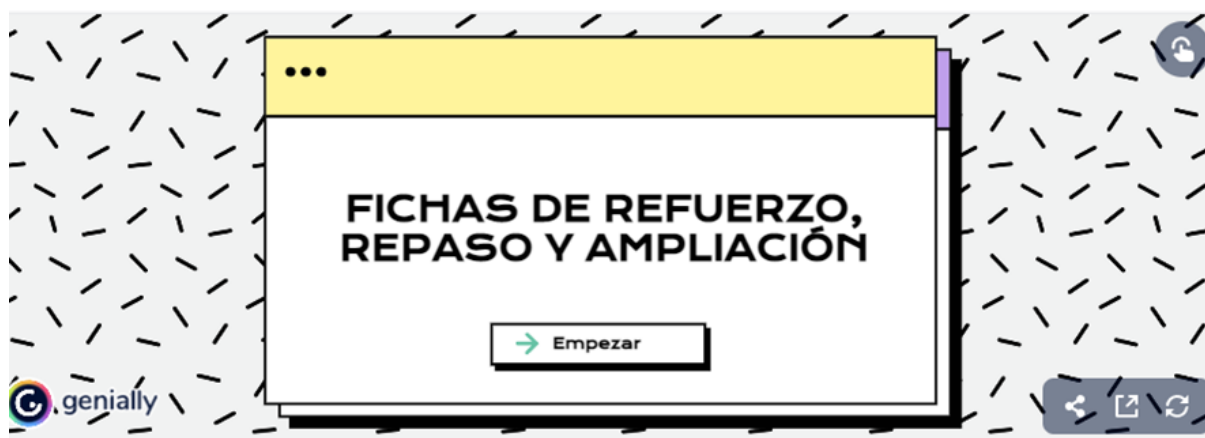 FICHAS DE REFUERZO,
REPASO Y AMPLIACIÓN
Empezar
genially